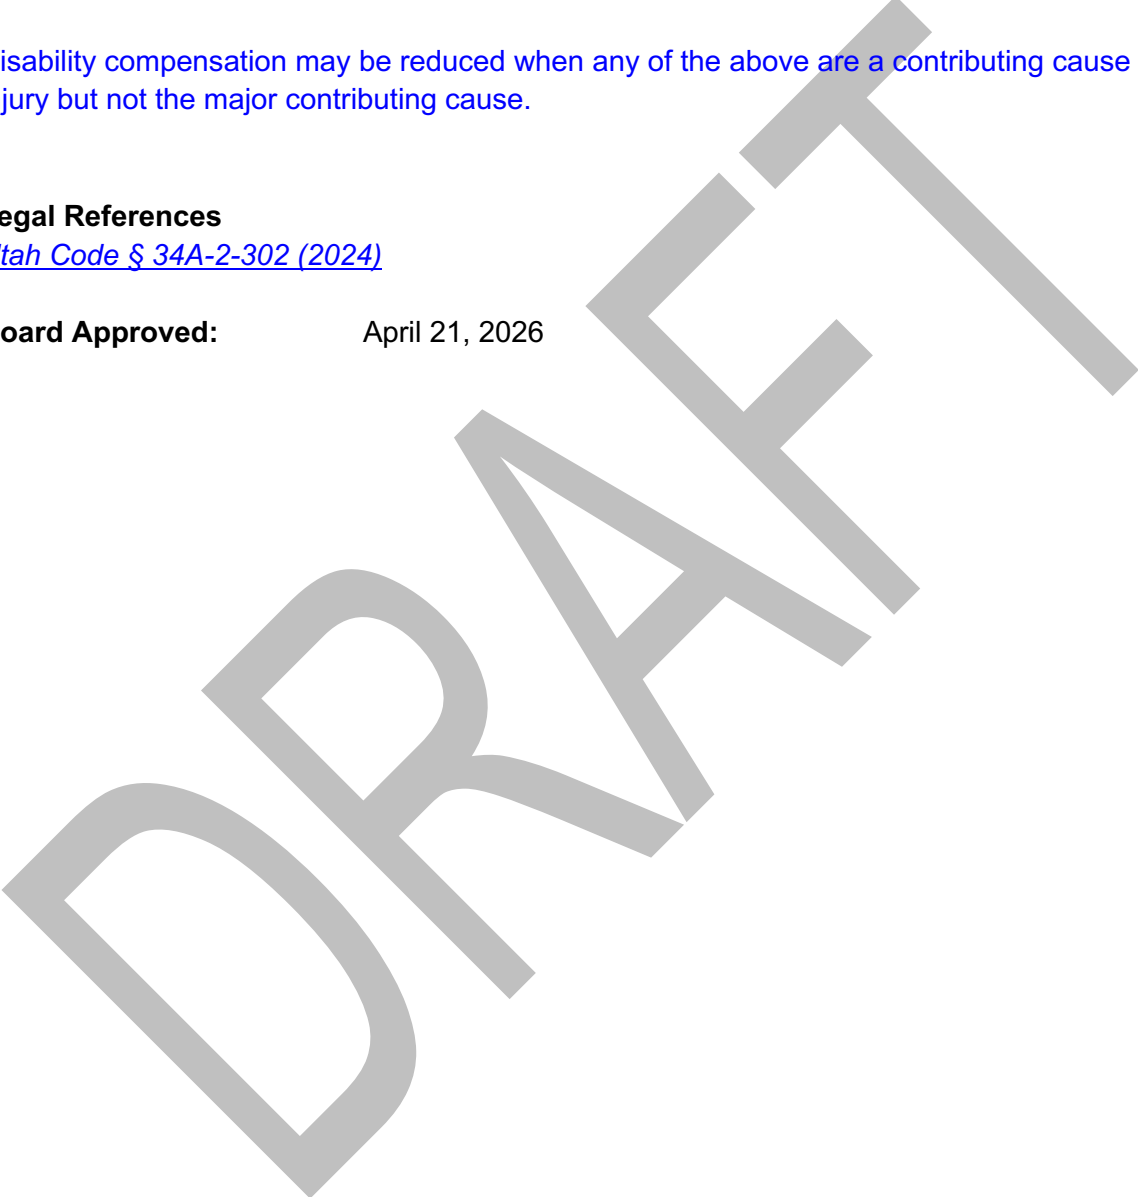 isability compensation may be reduced when any of the above are a contributing cause
jury but not the major contributing cause.
egal References
tah Code § 34A-2-302 (2024)
oard Approved: April 21, 2026
DRAFT